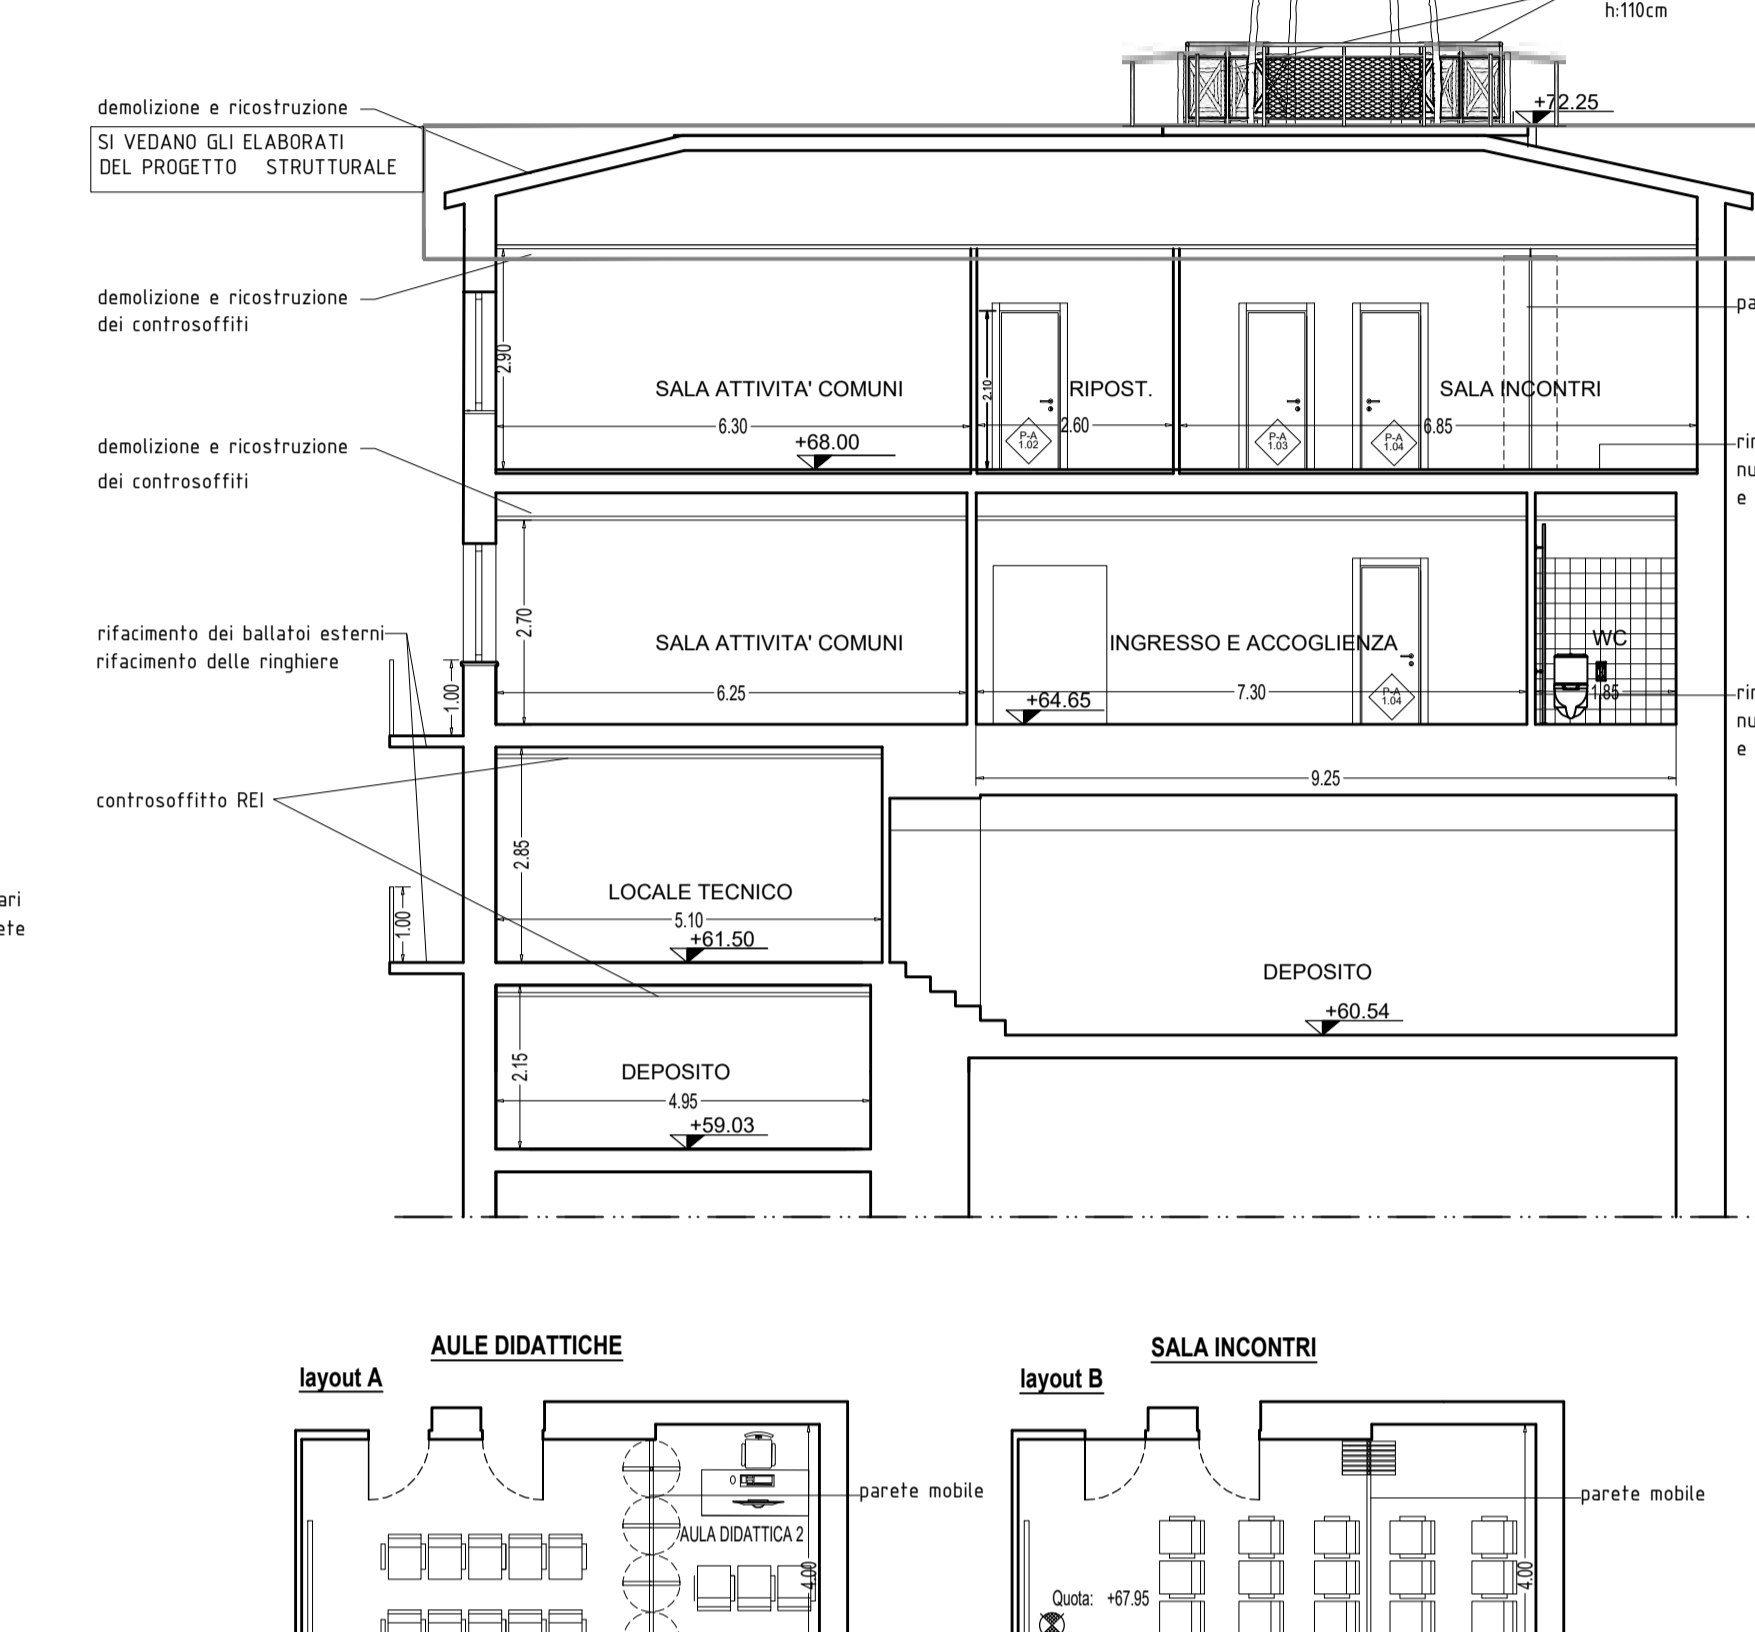 h:110cm
+72.25
demolizione e ricostruzione
SI VEDANO GLI ELABORATI
DEL PROGETTO STRUTTURALE
demolizione e ricostruzione
dei controsoffiti
2.90
2.10
SALA ATTIVITA' COMUNI
RIPOST.
SALA INCONTRI
6.30
2.60
6.85
+68.00
P-A
1.02
P-A
1.03
P-A
1.04
demolizione e ricostruzione
dei controsoffiti
2.70
rifacimento dei ballatoi esterni
rifacimento delle ringhiere
1.00
SALA ATTIVITA' COMUNI
INGRESSO E ACCOGLIENZA
WC
6.25
7.30
1.85
+64.65
P-A
1.04
9.25
controsoffitto REI
2.85
LOCALE TECNICO
5.10
+61.50
1.00
DEPOSITO
+60.54
2.15
DEPOSITO
4.95
+59.03
AULE DIDATTICHE
layout A
parete mobile
AULA DIDATTICA 2
4.00
SALA INCONTRI
layout B
parete mobile
4.00
Quota: +67.95